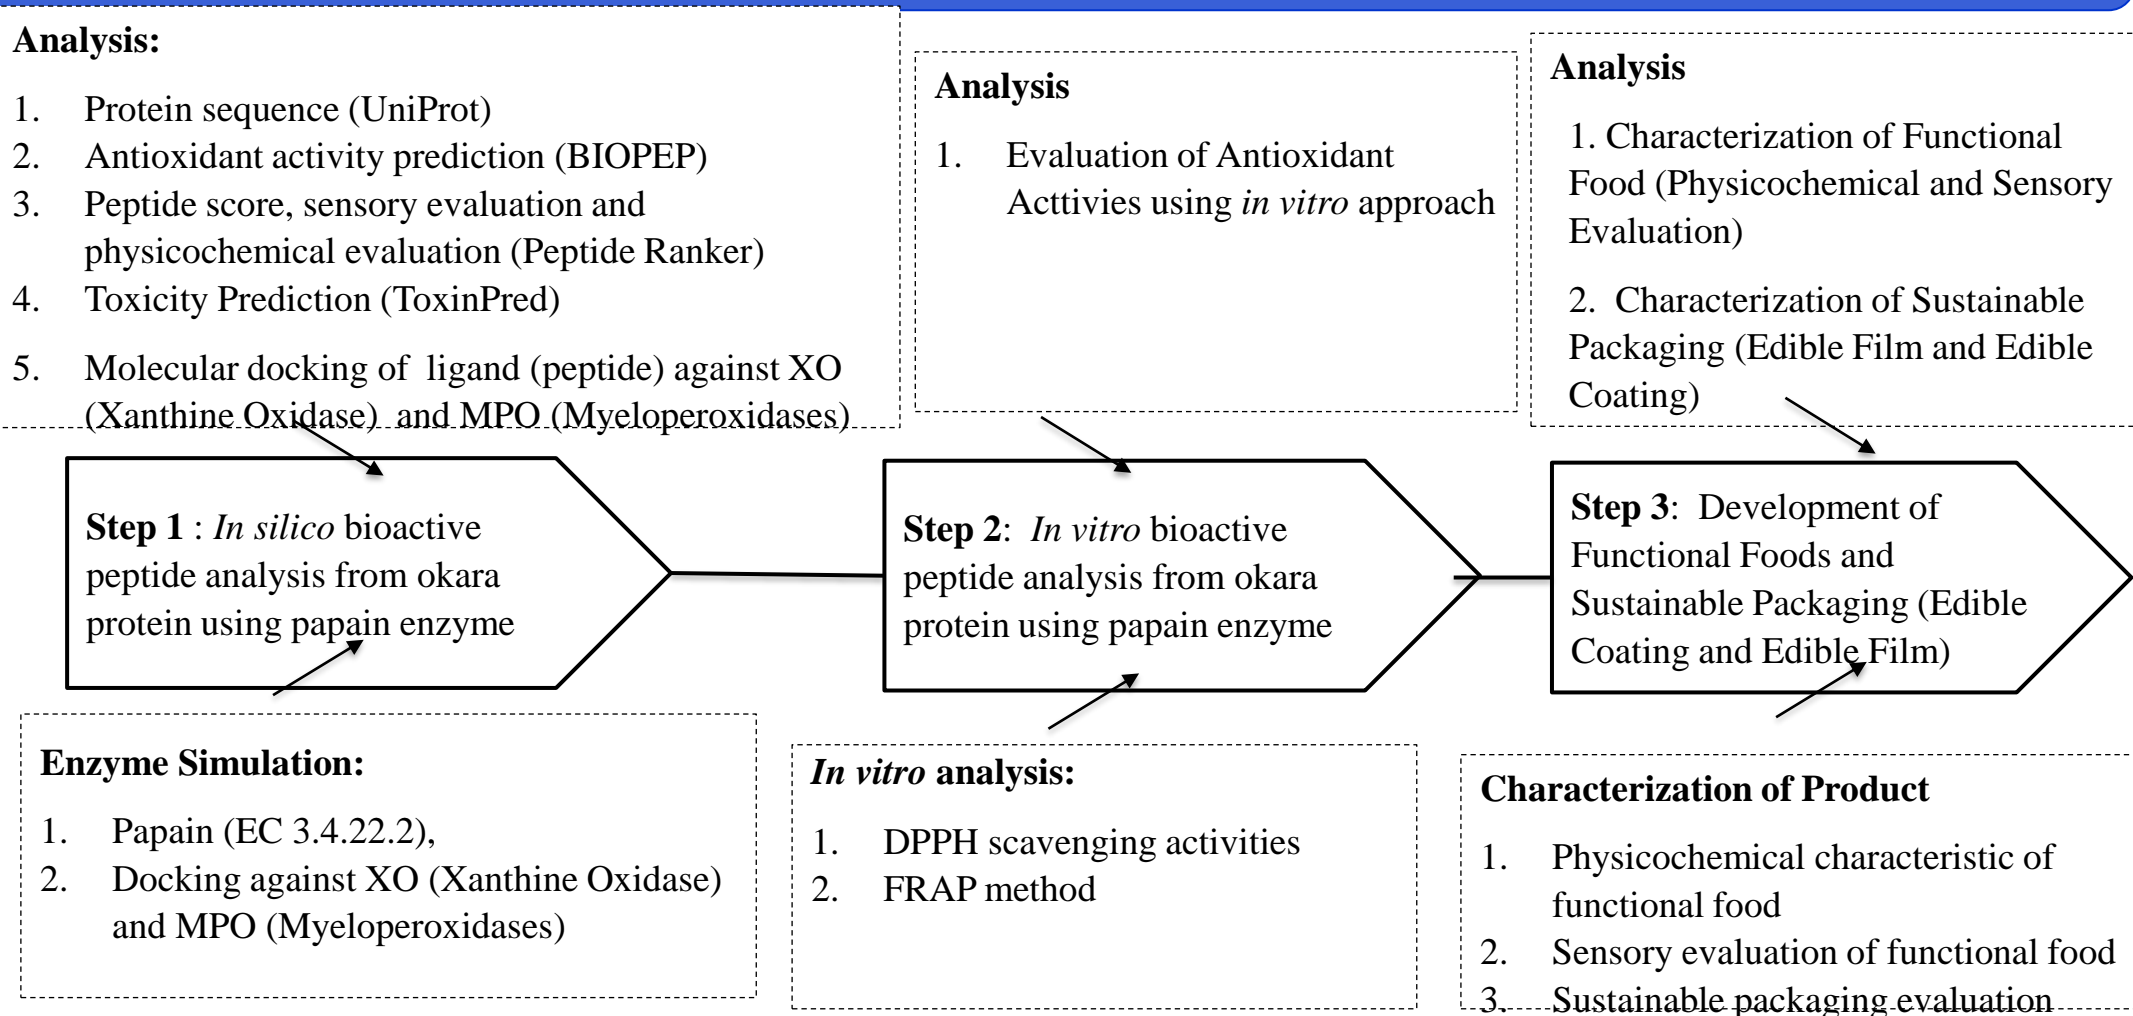 Analysis:
1. Protein sequence (UniProt)
2. Antioxidant activity prediction (BIOPEP)
3. Peptide score, sensory evaluation and
physicochemical evaluation (Peptide Ranker)
4. Toxicity Prediction (ToxinPred)
5. Molecular docking of ligand (peptide) against XO
(Xanthine Oxidase) and MPO (Myeloperoxidases)
Analysis
1. Evaluation of Antioxidant
Acttivies using in vitro approach
Analysis
1. Characterization of Functional
Food (Physicochemical and Sensory
Evaluation)
2. Characterization of Sustainable
Packaging (Edible Film and Edible
Coating)
Step 1 : In silico bioactive
peptide analysis from okara
protein using papain enzyme
Step 2: In vitro bioactive
peptide analysis from okara
protein using papain enzyme
Step 3: Development of
Functional Foods and
Sustainable Packaging (Edible
Coating and Edible Film)
Enzyme Simulation:
1. Papain (EC 3.4.22.2),
2. Docking against XO (Xanthine Oxidase)
and MPO (Myeloperoxidases)
In vitro analysis:
1. DPPH scavenging activities
2. FRAP method
Characterization of Product
1. Physicochemical characteristic of
functional food
2. Sensory evaluation of functional food
3. Sustainable packaging evaluation